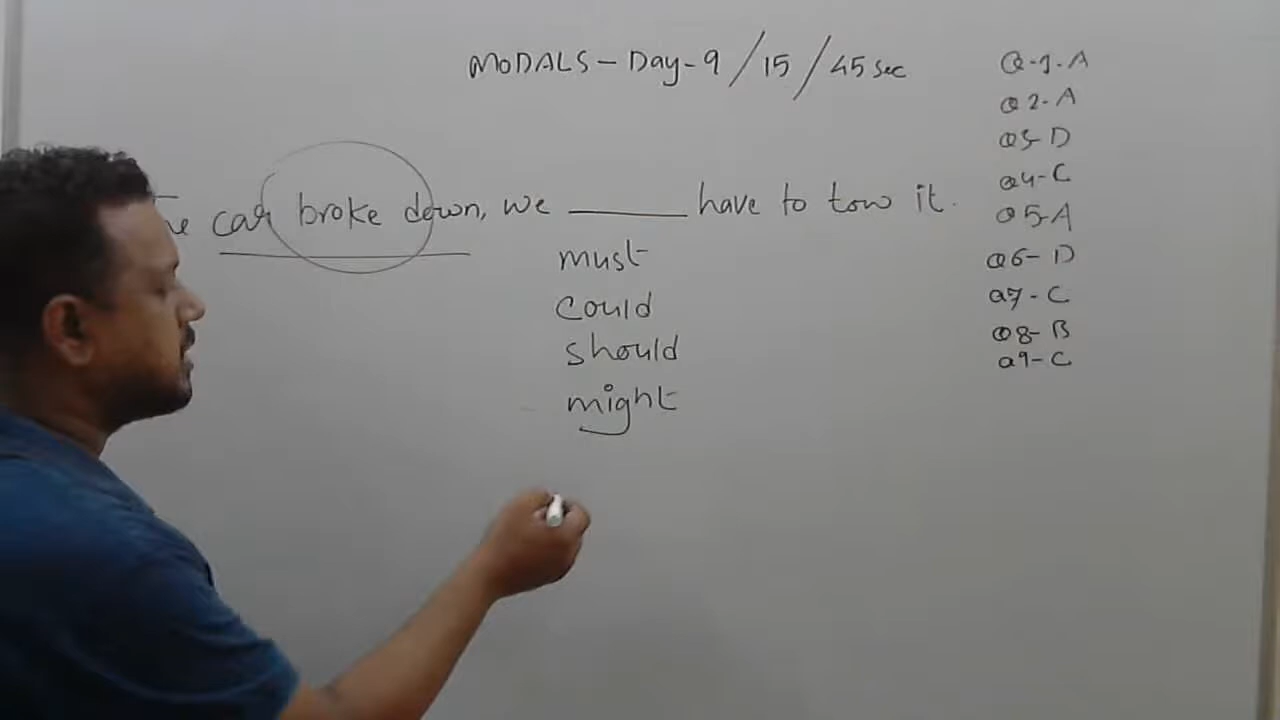 MODALS - Day - 9 / 15 / 45 sec
car broke down, we ______ have to tow it.
must
could
should
might
Q-1-A
Q2-A
Q3-D
Q4-C
Q5-A
Q6-D
Q7-C
Q8-B
Q9-C